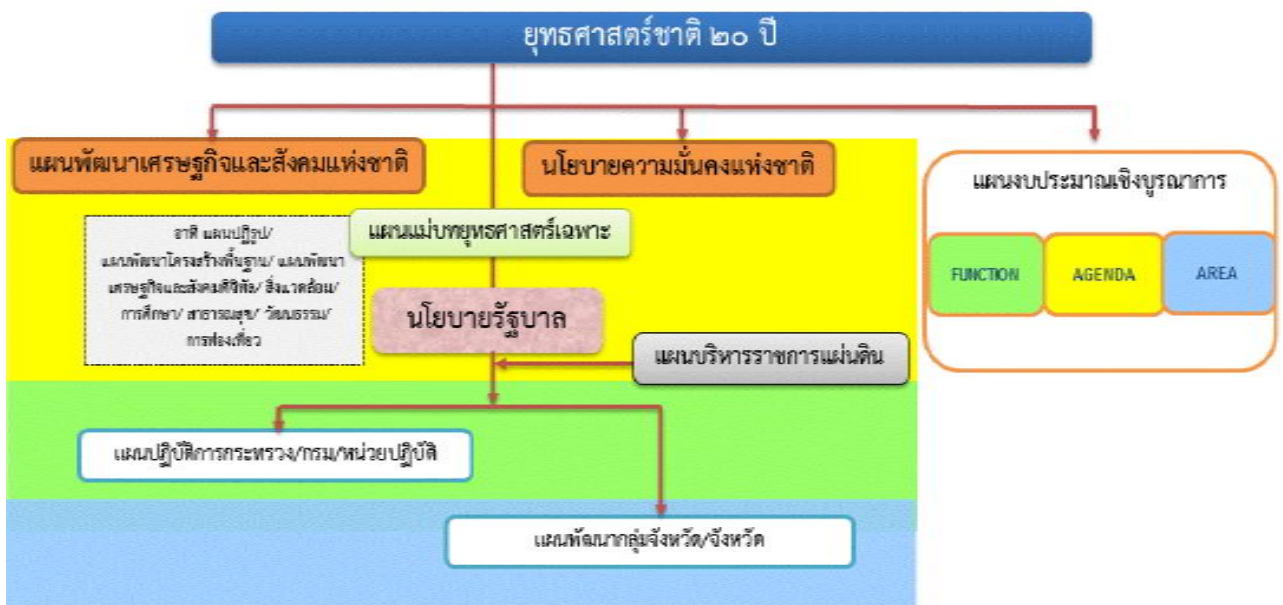 ยุทธศาสตร์ชาติ ๒๐ ปี
แผนพัฒนาเศรษฐกิจและสังคมแห่งชาติ
นโยบายความมั่นคงแห่งชาติ
แผนงบประมาณเชิงบูรณาการ
อาทิ แผนปฏิรูป/
แผนพัฒนาโครงสร้างพื้นฐาน/ แผนพัฒนา
เศรษฐกิจและสังคมดิจิทัล/ สิ่งแวดล้อม/
การศึกษา/ สาธารณสุข/ วัฒนธรรม/
การท่องเที่ยว
แผนแม่บทยุทธศาสตร์เฉพาะ
FUNCTION
AGENDA
AREA
นโยบายรัฐบาล
แผนบริหารราชการแผ่นดิน
แผนปฏิบัติการกระทรวง/กรม/หน่วยปฏิบัติ
แผนพัฒนากลุ่มจังหวัด/จังหวัด